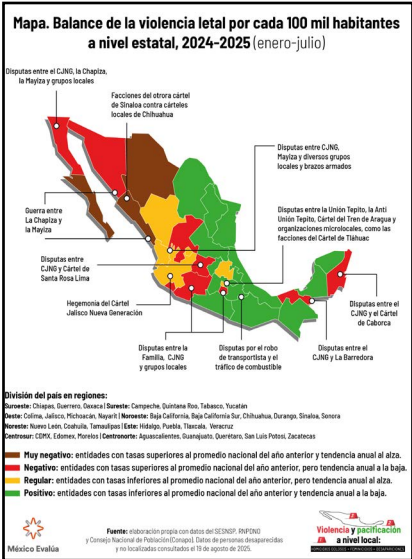 Mapa. Balance de la violencia letal por cada 100 mil habitantes
a nivel estatal, 2024-2025 (enero-julio)
Disputas entre el CJNG, la Chapiza,
la Mayiza y grupos locales
Facciones del otrora cártel
de Sinaloa contra cárteles
locales de Chihuahua
Disputas entre CJNG,
Mayiza y diversos grupos
locales y brazos armados
Guerra entre
La Chapiza y
la Mayiza
Disputas entre la Unión Tepito, la Anti
Unión Tepito, Cártel del Tren de Aragua y
organizaciones microlocales, como
las facciones del Cártel de Tláhuac
Disputas entre
CJNG y Cártel de
Santa Rosa Lima
Hegemonía del Cártel
Jalisco Nueva Generación
Disputas entre la
Familia, CJNG
y grupos locales
Disputas por el robo
de transportista y el
tráfico de combustible
Disputas entre el
CJNG y La Barredora
Disputas entre el
CJNG y el Cártel de
Caborca
División del país en regiones:
Suroeste: Chiapas, Guerrero, Oaxaca | Sureste: Campeche, Quintana Roo, Tabasco, Yucatán
Oeste: Colima, Jalisco, Michoacán, Nayarit | Noroeste: Baja California, Baja California Sur, Chihuahua, Durango, Sinaloa, Sonora
Noreste: Nuevo León, Coahuila, Tamaulipas | Este: Hidalgo, Puebla, Tlaxcala, Veracruz
Centrosur: CDMX, Edomex, Morelos | Centronorte: Aguascalientes, Guanajuato, Querétaro, San Luis Potosí, Zacatecas
Muy negativo: entidades con tasas superiores al promedio nacional del año anterior y tendencia anual al alza.
Negativo: entidades con tasas superiores al promedio nacional del año anterior, pero tendencia anual a la baja.
Regular: entidades con tasas inferiores al promedio nacional del año anterior, pero tendencia anual al alza.
Positivo: entidades con tasas inferiores al promedio nacional del año anterior y tendencia anual a la baja.
México Evalúa
Fuente: elaboración propia con datos del SESNSP, RNPDNO
y Consejo Nacional de Población (Conapo). Datos de personas desaparecidas
y no localizadas consultados el 19 de agosto de 2025.
Violencia y pacificación
a nivel local: